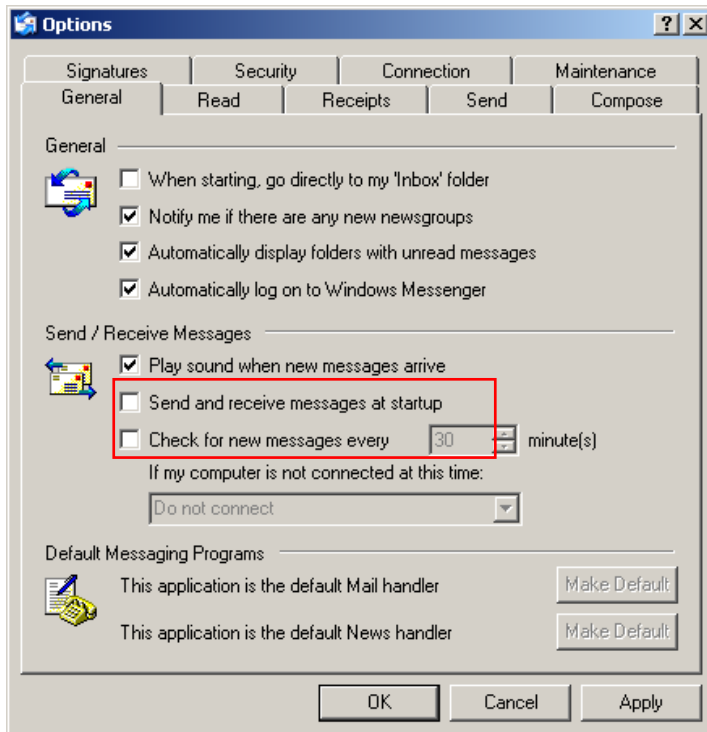 Options
Signatures Security Connection Maintenance
General Read Receipts Send Compose
General
When starting, go directly to my 'Inbox' folder
Notify me if there are any new newsgroups
Automatically display folders with unread messages
Automatically log on to Windows Messenger
Send / Receive Messages
Play sound when new messages arrive
Send and receive messages at startup
Check for new messages every 30 minute(s)
If my computer is not connected at this time:
Do not connect
Default Messaging Programs
This application is the default Mail handler Make Default
This application is the default News handler Make Default
OK Cancel Apply